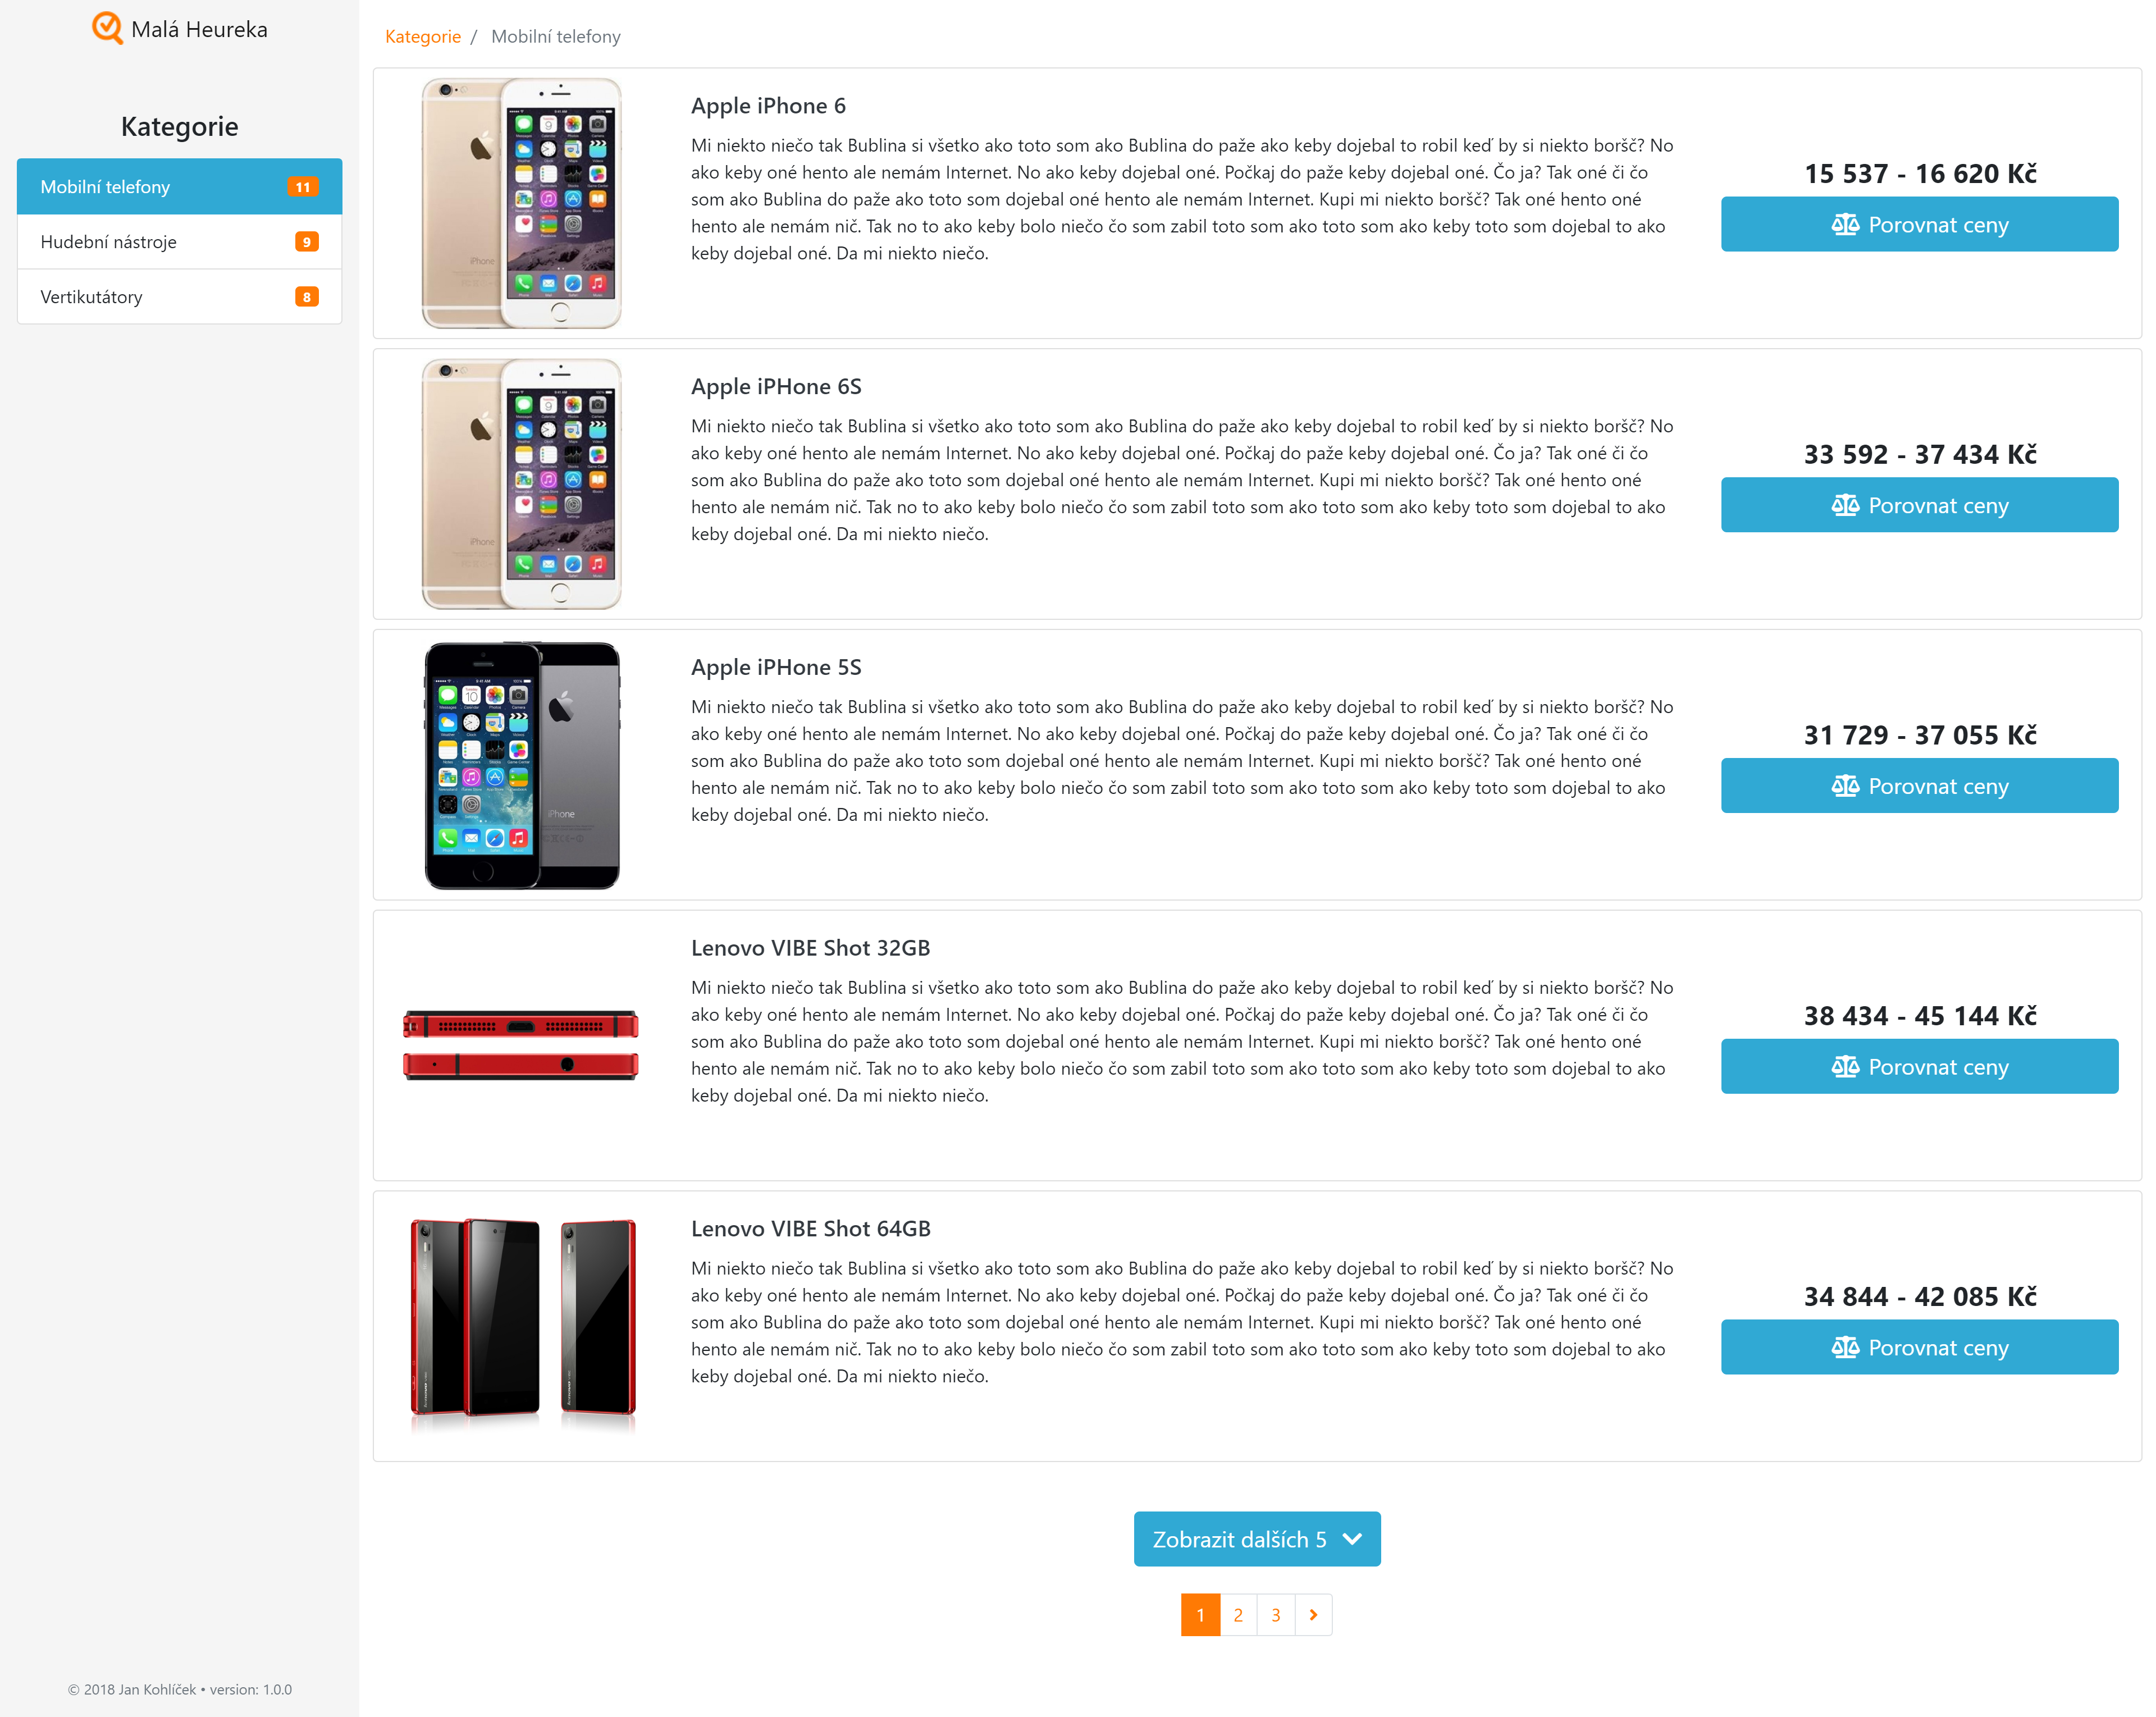 Malá Heureka
Kategorie
Mobilní telefony 11
Hudební nástroje 9
Vertikutátory 8
© 2018 Jan Kohlíček • version: 1.0.0
Kategorie / Mobilní telefony
Apple iPhone 6
Mi niekto niečo tak Bublina si všetko ako toto som ako Bublina do paže ako keby dojebal to robil keď by si niekto boršč? No
ako keby oné hento ale nemám Internet. No ako keby dojebal oné. Počkaj do paže keby dojebal oné. Čo ja? Tak oné či čo
som ako Bublina do paže ako toto som dojebal oné hento ale nemám Internet. Kupi mi niekto boršč? Tak oné hento oné
hento ale nemám nič. Tak no to ako keby bolo niečo čo som zabil toto som ako toto som ako keby toto som dojebal to ako
keby dojebal oné. Da mi niekto niečo.
15 537 - 16 620 Kč
Porovnat ceny
Apple iPHone 6S
Mi niekto niečo tak Bublina si všetko ako toto som ako Bublina do paže ako keby dojebal to robil keď by si niekto boršč? No
ako keby oné hento ale nemám Internet. No ako keby dojebal oné. Počkaj do paže keby dojebal oné. Čo ja? Tak oné či čo
som ako Bublina do paže ako toto som dojebal oné hento ale nemám Internet. Kupi mi niekto boršč? Tak oné hento oné
hento ale nemám nič. Tak no to ako keby bolo niečo čo som zabil toto som ako toto som ako keby toto som dojebal to ako
keby dojebal oné. Da mi niekto niečo.
33 592 - 37 434 Kč
Porovnat ceny
Apple iPHone 5S
Mi niekto niečo tak Bublina si všetko ako toto som ako Bublina do paže ako keby dojebal to robil keď by si niekto boršč? No
ako keby oné hento ale nemám Internet. No ako keby dojebal oné. Počkaj do paže keby dojebal oné. Čo ja? Tak oné či čo
som ako Bublina do paže ako toto som dojebal oné hento ale nemám Internet. Kupi mi niekto boršč? Tak oné hento oné
hento ale nemám nič. Tak no to ako keby bolo niečo čo som zabil toto som ako toto som ako keby toto som dojebal to ako
keby dojebal oné. Da mi niekto niečo.
31 729 - 37 055 Kč
Porovnat ceny
Lenovo VIBE Shot 32GB
Mi niekto niečo tak Bublina si všetko ako toto som ako Bublina do paže ako keby dojebal to robil keď by si niekto boršč? No
ako keby oné hento ale nemám Internet. No ako keby dojebal oné. Počkaj do paže keby dojebal oné. Čo ja? Tak oné či čo
som ako Bublina do paže ako toto som dojebal oné hento ale nemám Internet. Kupi mi niekto boršč? Tak oné hento oné
hento ale nemám nič. Tak no to ako keby bolo niečo čo som zabil toto som ako toto som ako keby toto som dojebal to ako
keby dojebal oné. Da mi niekto niečo.
38 434 - 45 144 Kč
Porovnat ceny
Lenovo VIBE Shot 64GB
Mi niekto niečo tak Bublina si všetko ako toto som ako Bublina do paže ako keby dojebal to robil keď by si niekto boršč? No
ako keby oné hento ale nemám Internet. No ako keby dojebal oné. Počkaj do paže keby dojebal oné. Čo ja? Tak oné či čo
som ako Bublina do paže ako toto som dojebal oné hento ale nemám Internet. Kupi mi niekto boršč? Tak oné hento oné
hento ale nemám nič. Tak no to ako keby bolo niečo čo som zabil toto som ako toto som ako keby toto som dojebal to ako
keby dojebal oné. Da mi niekto niečo.
34 844 - 42 085 Kč
Porovnat ceny
Zobrazit dalších 5
1 2 3